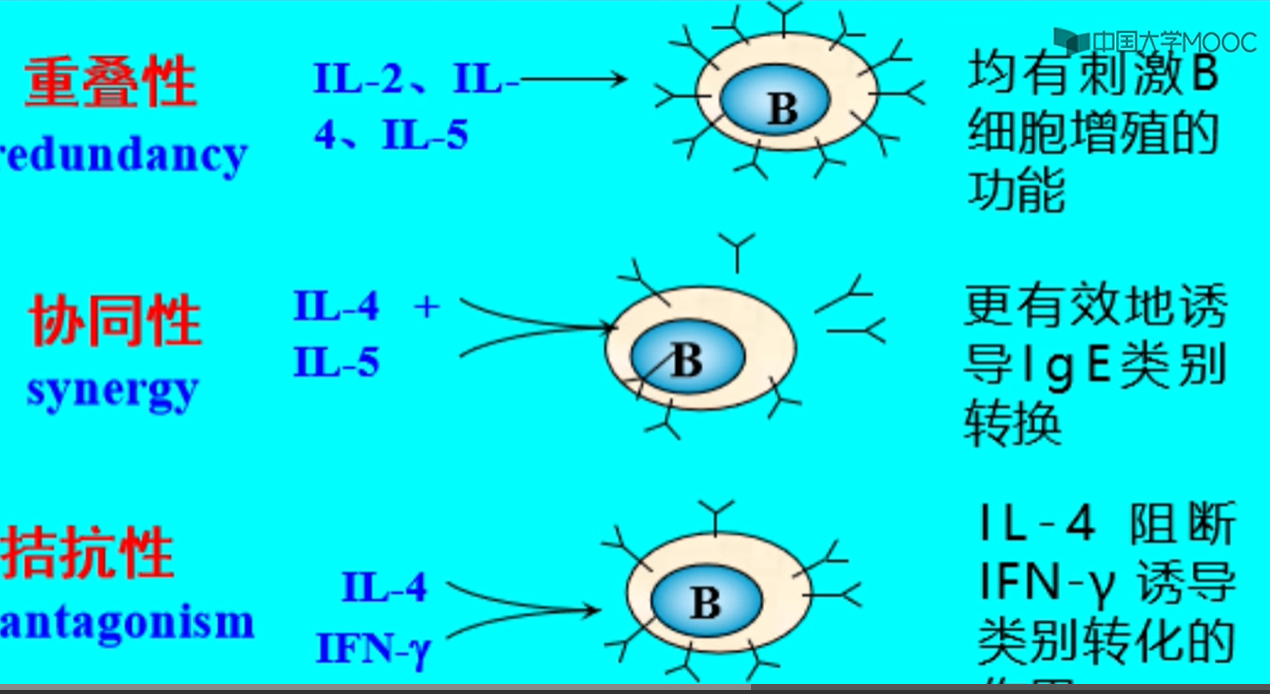 中国大学MOOC
重叠性
redundancy
IL-2、IL-
4、IL-5
B
均有刺激B
细胞增殖的
功能
协同性
synergy
IL-4 +
IL-5
B
更有效地诱
导IgE类别
转换
拮抗性
antagonism
IL-4
IFN-γ
B
IL-4 阻断
IFN-γ 诱导
类别转化的